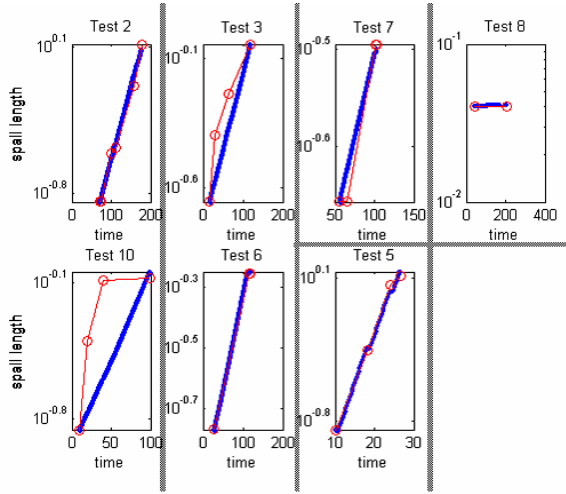 Test 2
Test 3
Test 7
Test 8
10^0.1
10^-0.8
spall length
0 100 200
time
10^-0.1
10^-0.6
0 100 200
time
10^-0.5
10^-0.6
50 100 150
time
10^-1
10^-2
0 200 400
time
Test 10
Test 6
Test 5
10^-0.1
10^-0.8
spall length
0 50 100
time
10^-0.3
10^-0.5
10^-0.7
0 100 200
time
10^0.1
10^-0.8
10 20 30
time